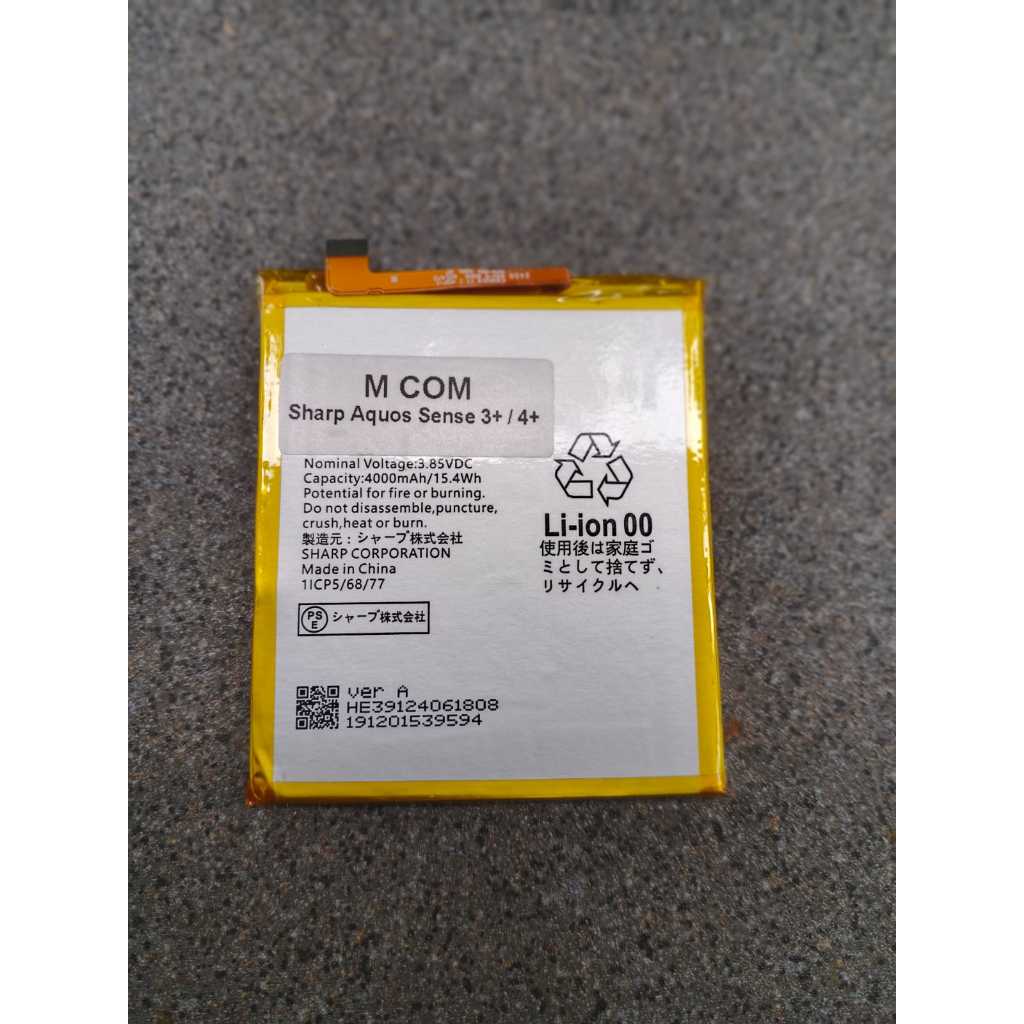 M COM
Sharp Aquos Sense 3+ / 4+
Nominal Voltage:3.85VDC
Capacity:4000mAh/15.4Wh
Potential for fire or burning.
Do not disassemble,puncture,
crush,heat or burn.
製造元：シャープ株式会社
SHARP CORPORATION
Made in China
1ICP5/68/77
PSE シャープ株式会社
Li-ion 00
使用後は家庭ゴ
ミとして捨てず、
リサイクルへ
ver A
HE39124061808
191201539594